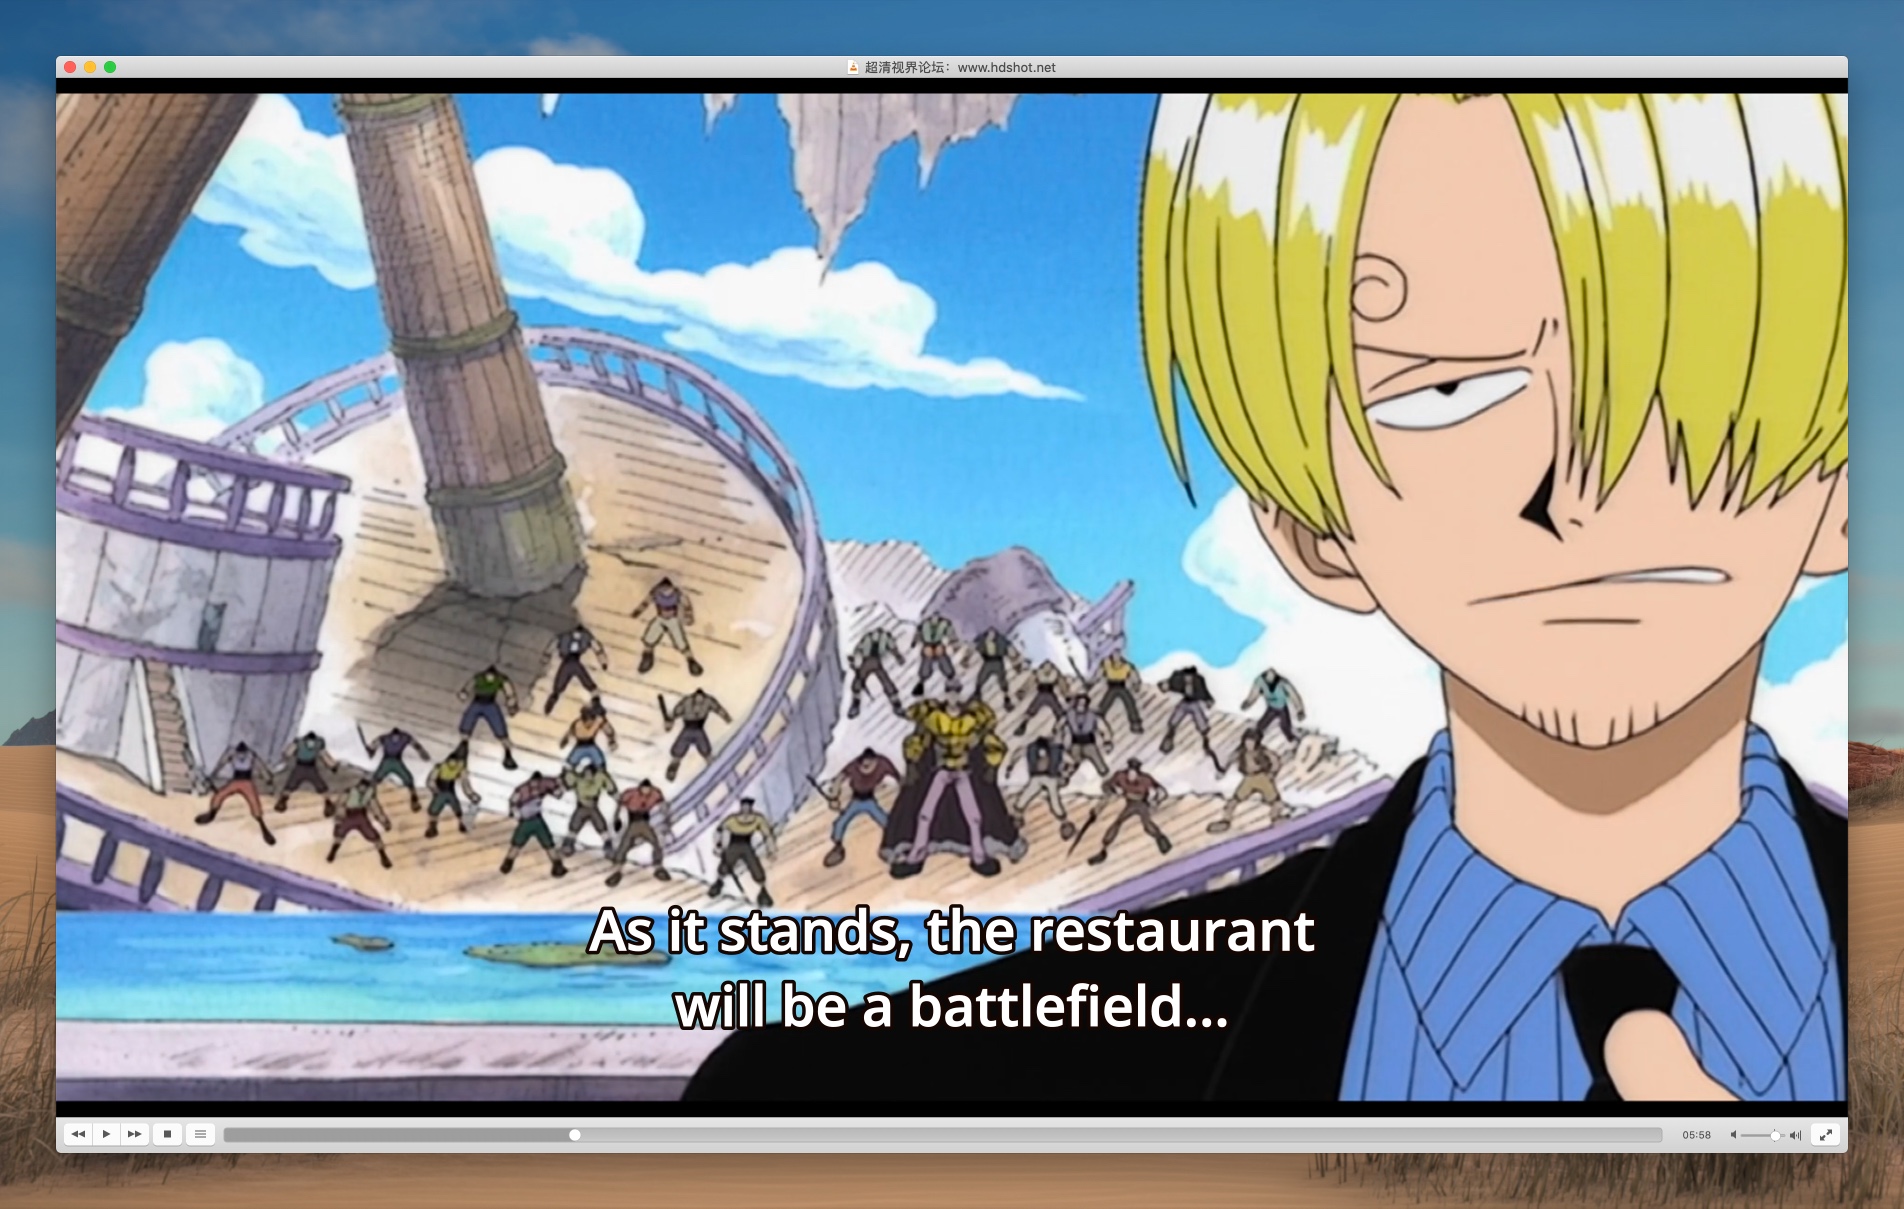 超清视界论坛：www.hdshot.net
As it stands, the restaurant
will be a battlefield...
05:58